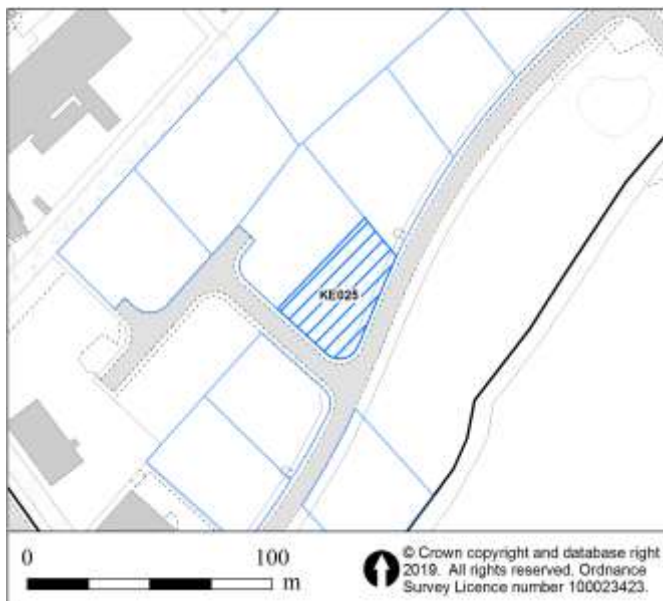 KE025
0 100
m
© Crown copyright and database right
2019. All rights reserved. Ordnance
Survey Licence number 100023423.